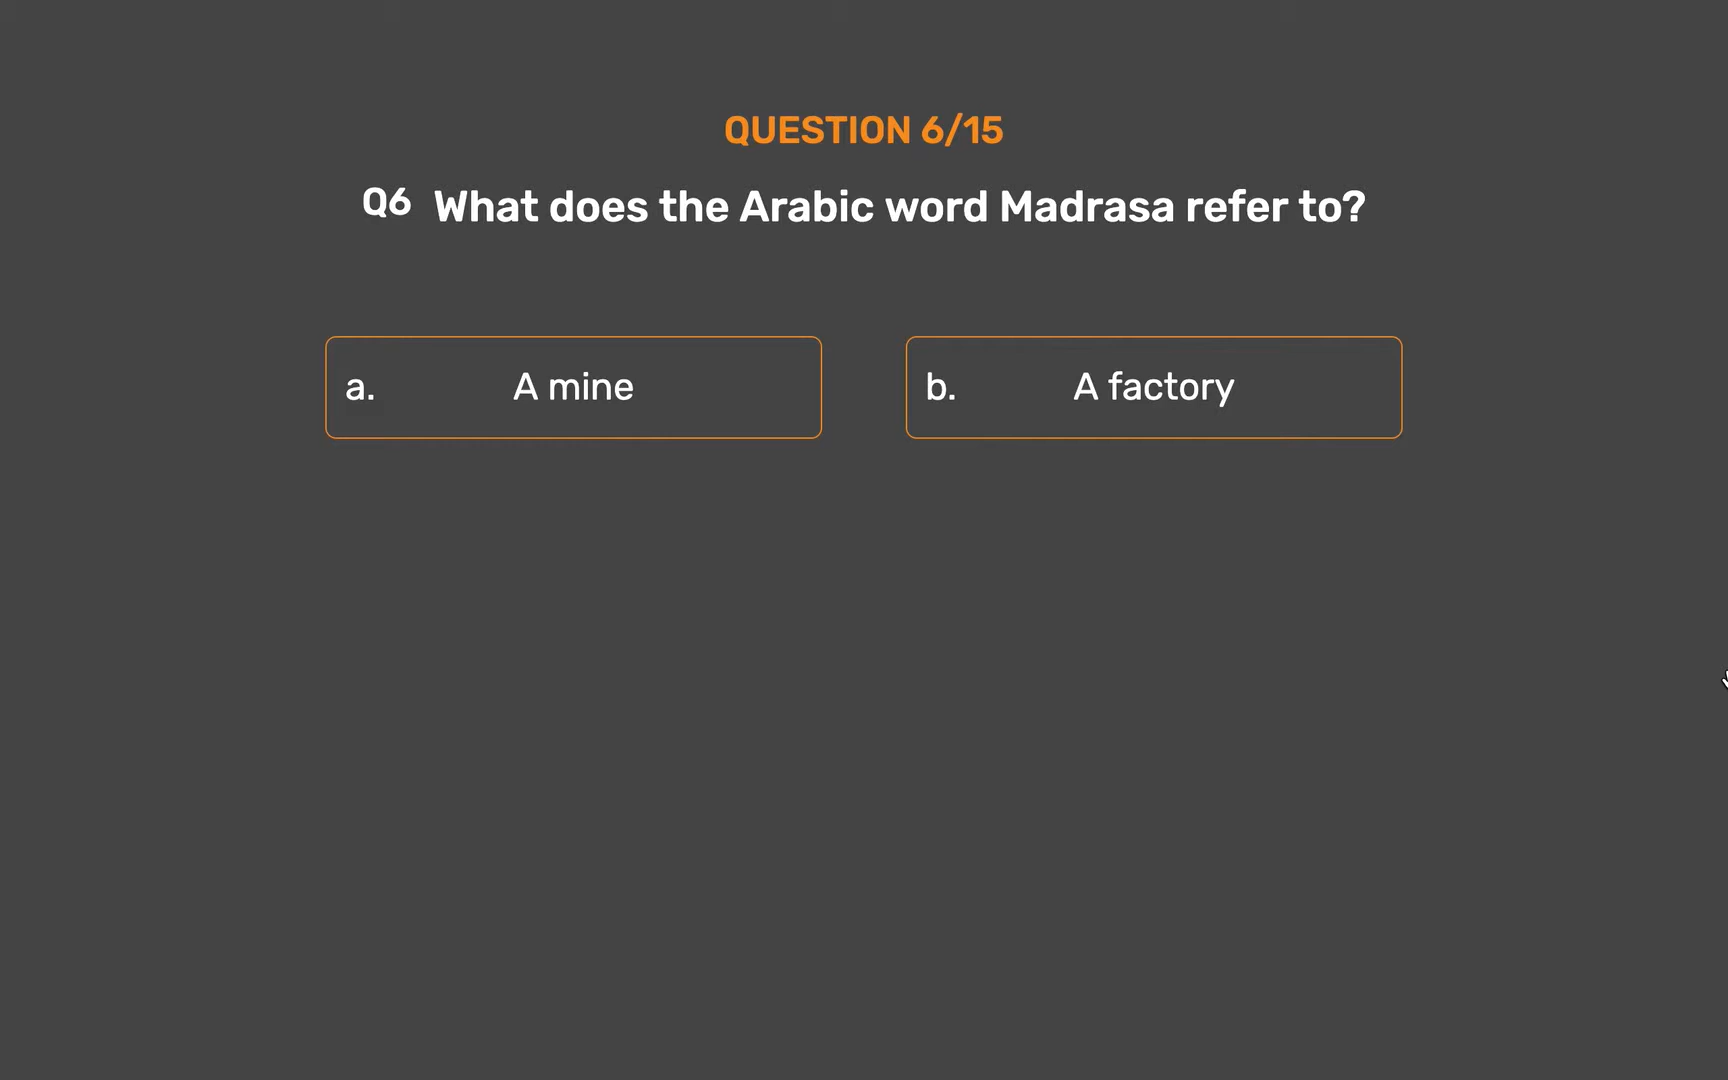 QUESTION 6/15
Q6 What does the Arabic word Madrasa refer to?
a. A mine
b. A factory